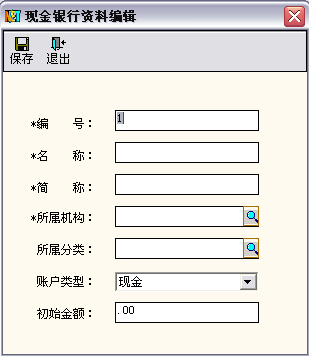 现金银行资料编辑
保存 退出
*编 号： 1
*名 称：
*简 称：
*所属机构：
所属分类：
账户类型： 现金
初始金额： .00